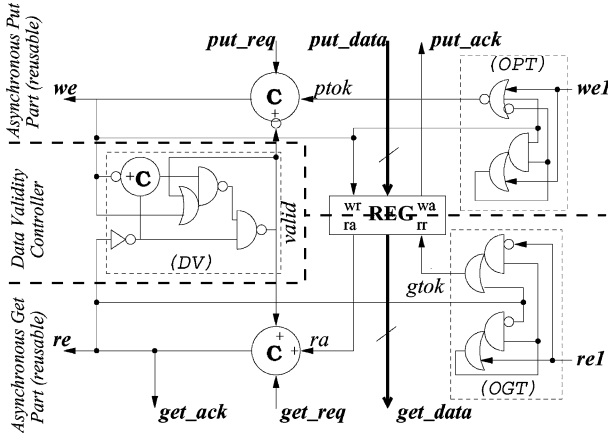 put_req
put_data
put_ack
(OPT)
Asynchronous Put
Part (reusable)
we
C
+
ptok
we1
Data Validity
Controller
+C
valid
(DV)
wr
REG
wa
ra
rr
gtok
Asynchronous Get
Part (reusable)
re
+
C
+
ra
re1
(OGT)
get_ack
get_req
get_data